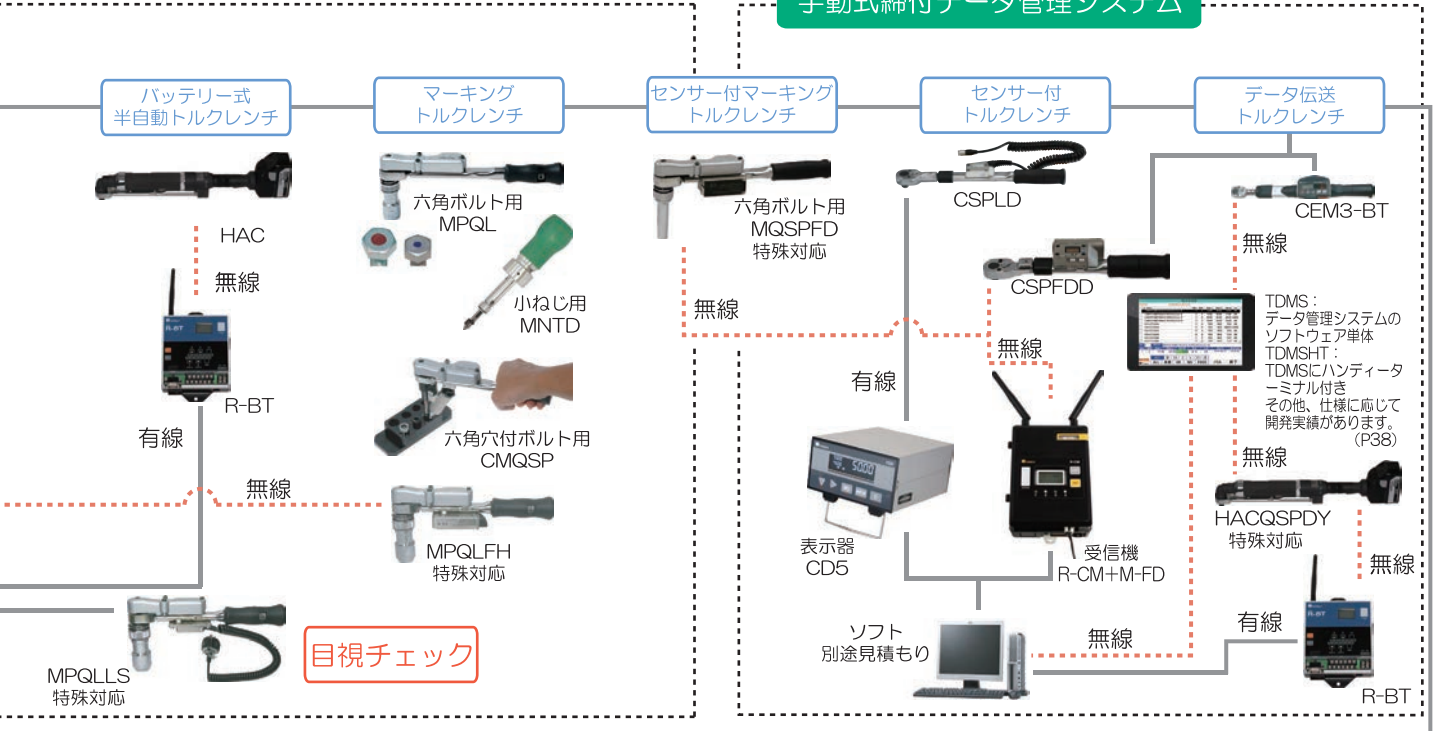 手動式締付データ管理システム
バッテリー式
半自動トルクレンチ
マーキング
トルクレンチ
センサー付マーキング
トルクレンチ
センサー付
トルクレンチ
データ伝送
トルクレンチ
HAC
無線
R-BT
R-BT
有線
無線
六角ボルト用
MPQL
小ねじ用
MNTD
六角穴付ボルト用
CMQSP
MPQLFH
特殊対応
MPQLLS
特殊対応
目視チェック
六角ボルト用
MQSPFD
特殊対応
無線
CSPLD
有線
CSPFDD
無線
CEM3-BT
無線
TDMS：
データ管理システムの
ソフトウェア単体
TDMSHT：
TDMSにハンディータ
ーミナル付き
その他、仕様に応じて
開発実績があります。
（P38）
無線
HACQSPDY
特殊対応
無線
5000
表示器
CD5
受信機
R-CM+M-FD
ソフト
別途見積もり
無線
有線
R-BT
R-BT